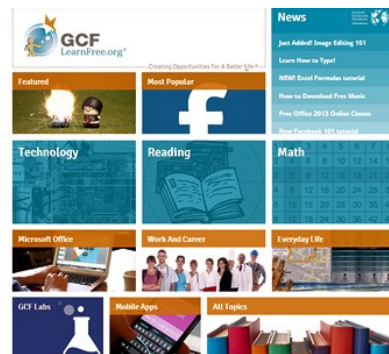 GCF
LearnFree.org®
Creating Opportunities For A Better Life®
News
Just Added! Image Editing 101
Learn How to Type!
NEW! Excel Formulas tutorial
How to Download Free Music
Free Office 2013 Online Classes
New Facebook 101 tutorial
Featured
Most Popular
Technology
Reading
Math
Microsoft Office
Work And Career
Everyday Life
GCF Labs
Mobile Apps
All Topics